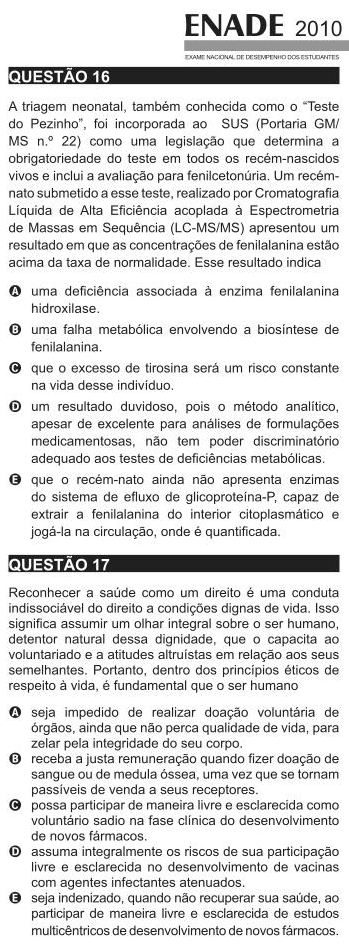 ENADE 2010
EXAME NACIONAL DE DESEMPENHO DOS ESTUDANTES
QUESTÃO 16
A triagem neonatal, também conhecida como o “Teste
do Pezinho”, foi incorporada ao SUS (Portaria GM/
MS n.º 22) como uma legislação que determina a
obrigatoriedade do teste em todos os recém-nascidos
vivos e inclui a avaliação para fenilcetonúria. Um recém-
nato submetido a esse teste, realizado por Cromatografia
Líquida de Alta Eficiência acoplada à Espectrometria
de Massas em Sequência (LC-MS/MS) apresentou um
resultado em que as concentrações de fenilalanina estão
acima da taxa de normalidade. Esse resultado indica
A uma deficiência associada à enzima fenilalanina
hidroxilase.
B uma falha metabólica envolvendo a biosíntese de
fenilalanina.
C que o excesso de tirosina será um risco constante
na vida desse indivíduo.
D um resultado duvidoso, pois o método analítico,
apesar de excelente para análises de formulações
medicamentosas, não tem poder discriminatório
adequado aos testes de deficiências metabólicas.
E que o recém-nato ainda não apresenta enzimas
do sistema de efluxo de glicoproteína-P, capaz de
extrair a fenilalanina do interior citoplasmático e
jogá-la na circulação, onde é quantificada.
QUESTÃO 17
Reconhecer a saúde como um direito é uma conduta
indissociável do direito a condições dignas de vida. Isso
significa assumir um olhar integral sobre o ser humano,
detentor natural dessa dignidade, que o capacita ao
voluntariado e a atitudes altruístas em relação aos seus
semelhantes. Portanto, dentro dos princípios éticos de
respeito à vida, é fundamental que o ser humano
A seja impedido de realizar doação voluntária de
órgãos, ainda que não perca qualidade de vida, para
zelar pela integridade do seu corpo.
B receba a justa remuneração quando fizer doação de
sangue ou de medula óssea, uma vez que se tornam
passíveis de venda a seus receptores.
C possa participar de maneira livre e esclarecida como
voluntário sadio na fase clínica do desenvolvimento
de novos fármacos.
D assuma integralmente os riscos de sua participação
livre e esclarecida no desenvolvimento de vacinas
com agentes infectantes atenuados.
E seja indenizado, quando não recuperar sua saúde, ao
participar de maneira livre e esclarecida de estudos
multicêntricos de desenvolvimento de novos fármacos.